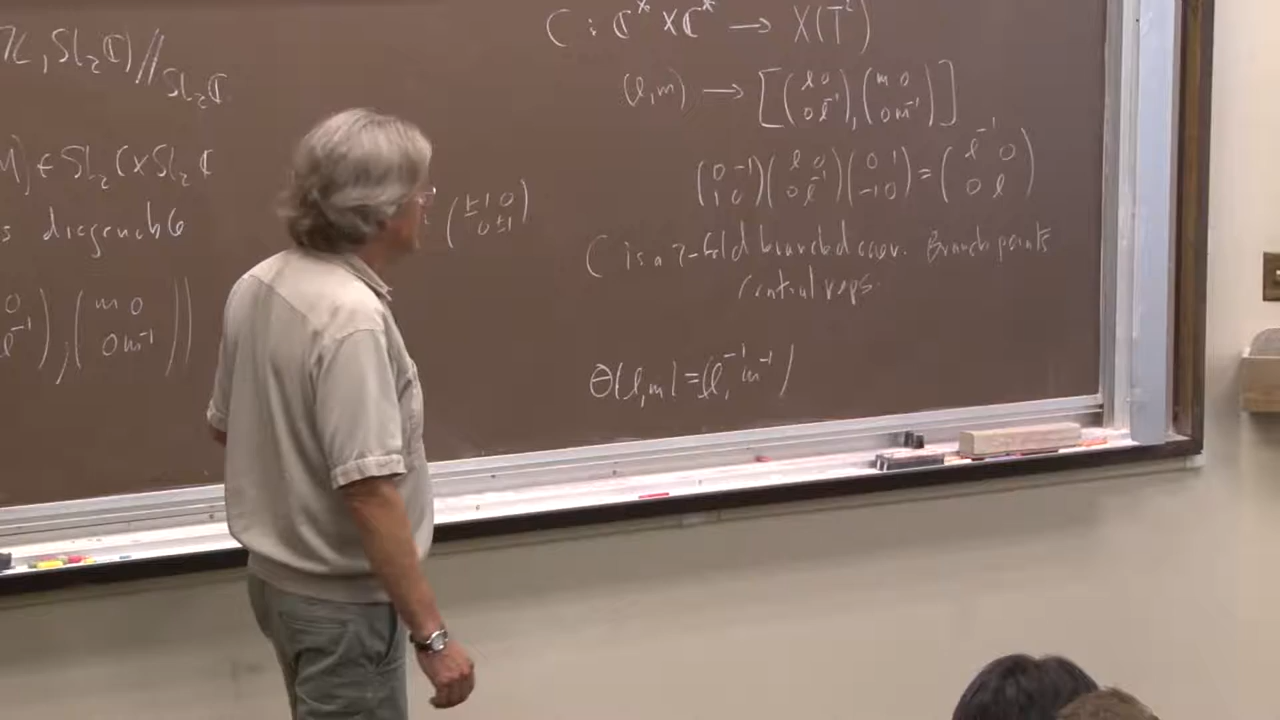 ℤ, SL₂ℂ)//SL₂ℂ
M) ∈ SL₂ℂ × SL₂ℂ
(±1 0; 0 ±1)
0 ℓ⁻¹), (m 0; 0 m⁻¹))
C : ℂ* × ℂ* → X(T²)
(ℓ, m) → [(ℓ 0; 0 ℓ⁻¹), (m 0; 0 m⁻¹)]
(0 -1; 1 0)(ℓ 0; 0 ℓ⁻¹)(0 1; -1 0) = (ℓ⁻¹ 0; 0 ℓ)
C is a 2-fold branched cover. Branch points
central reps.
θ(ℓ, m) = (ℓ⁻¹, m⁻¹)